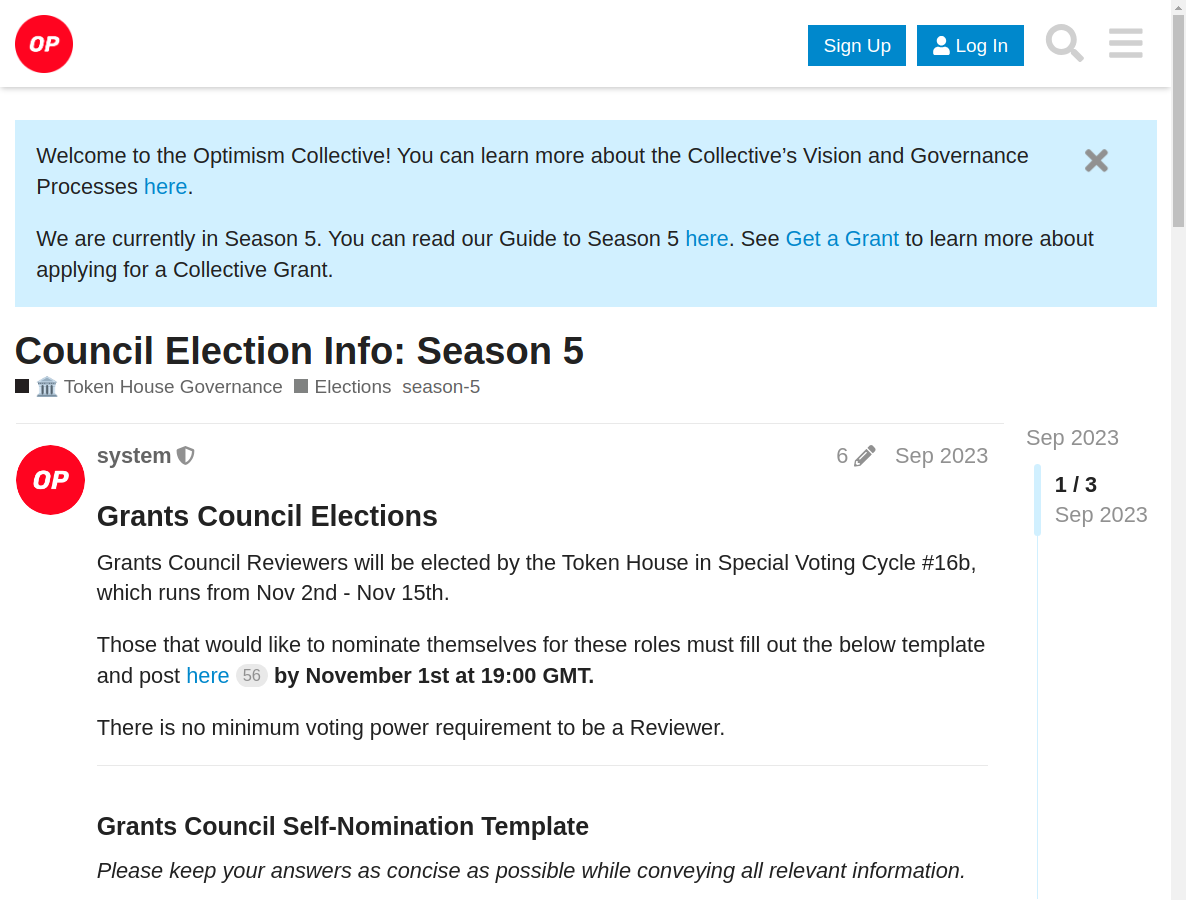 OP
Sign Up
Log In
Welcome to the Optimism Collective! You can learn more about the Collective’s Vision and Governance
Processes here.
We are currently in Season 5. You can read our Guide to Season 5 here. See Get a Grant to learn more about
applying for a Collective Grant.
Council Election Info: Season 5
Token House Governance Elections season-5
Sep 2023
OP
system 6 Sep 2023
1 / 3
Sep 2023
Grants Council Elections
Grants Council Reviewers will be elected by the Token House in Special Voting Cycle #16b,
which runs from Nov 2nd - Nov 15th.
Those that would like to nominate themselves for these roles must fill out the below template
and post here 56 by November 1st at 19:00 GMT.
There is no minimum voting power requirement to be a Reviewer.
Grants Council Self-Nomination Template
Please keep your answers as concise as possible while conveying all relevant information.